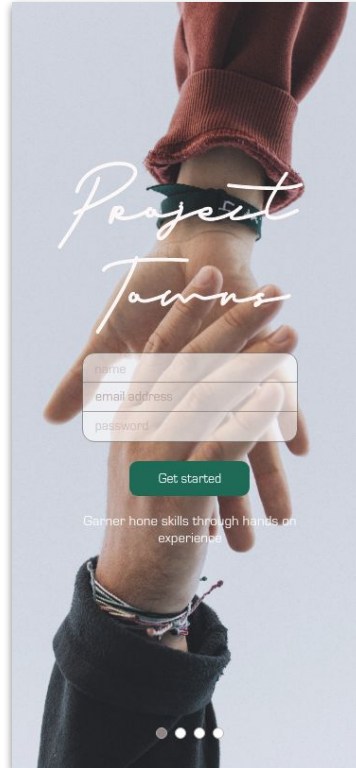 Project
Towns
name
email address
password
Get started
Garner hone skills through hands on
experience